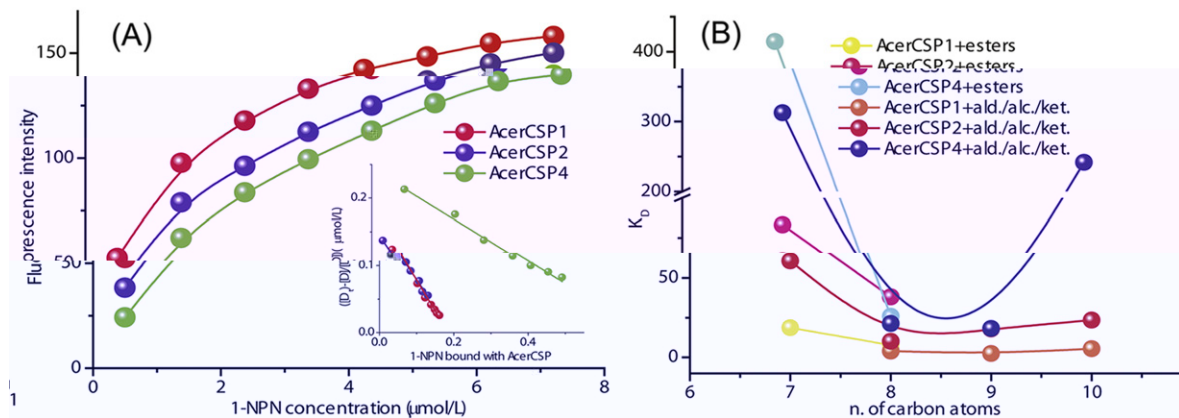 (A)
150
100
50
0
Fluorescence intensity
0 2 4 6 8
1-NPN concentration (μmol/L)
AcerCSP1
AcerCSP2
AcerCSP4
0.2
0.1
0.0
0.2 0.4
1-NPN bound with AcerCSP
1
(B)
400
300
200
50
0
K_D
6 7 8 9 10
n. of carbon atoms
AcerCSP1+esters
AcerCSP2+esters
AcerCSP4+esters
AcerCSP1+ald./alc./ket.
AcerCSP2+ald./alc./ket.
AcerCSP4+ald./alc./ket.